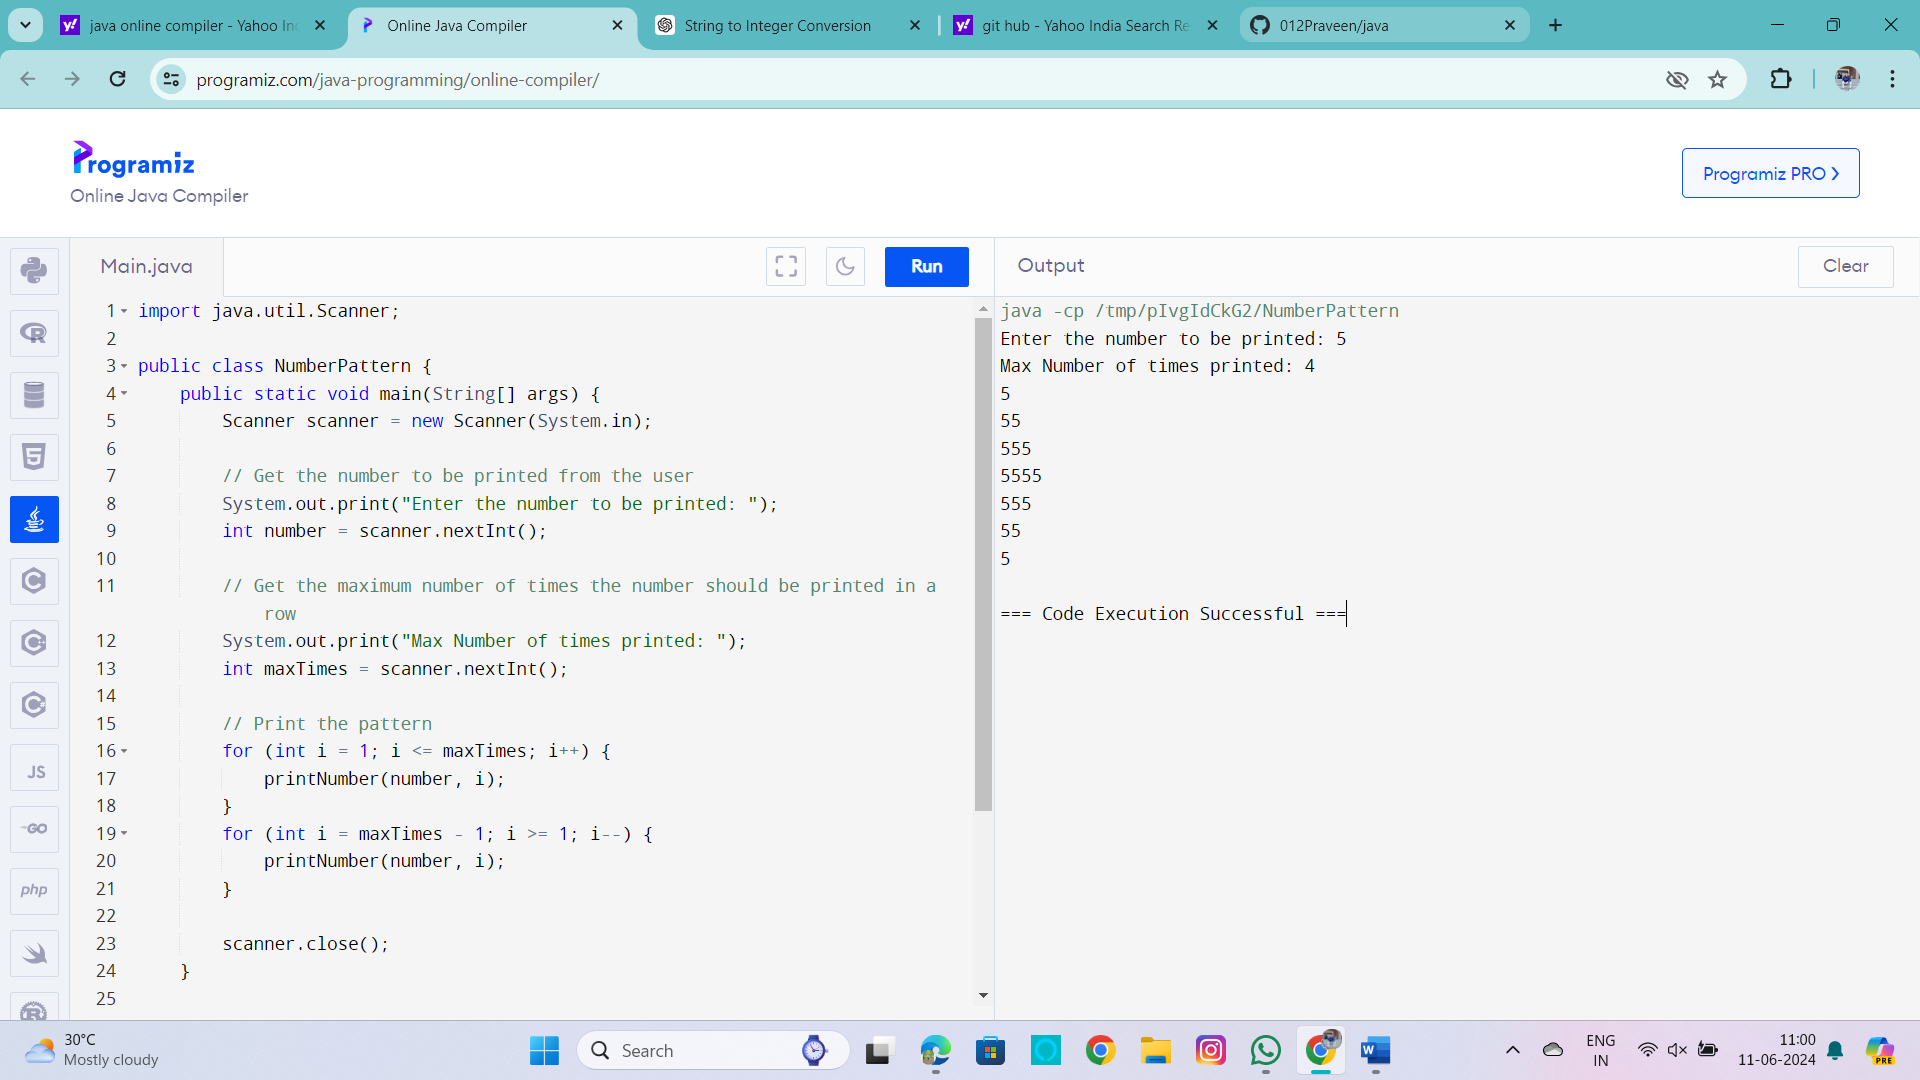 java online compiler - Yahoo In
Online Java Compiler
String to Integer Conversion
git hub - Yahoo India Search Re
012Praveen/java
programiz.com/java-programming/online-compiler/
Programiz
Online Java Compiler
Programiz PRO
Main.java
Run
Output
Clear
1 import java.util.Scanner;
2
3 public class NumberPattern {
4 public static void main(String[] args) {
5 Scanner scanner = new Scanner(System.in);
6
7 // Get the number to be printed from the user
8 System.out.print("Enter the number to be printed: ");
9 int number = scanner.nextInt();
10
11 // Get the maximum number of times the number should be printed in a
row
12 System.out.print("Max Number of times printed: ");
13 int maxTimes = scanner.nextInt();
14
15 // Print the pattern
16 for (int i = 1; i <= maxTimes; i++) {
17 printNumber(number, i);
18 }
19 for (int i = maxTimes - 1; i >= 1; i--) {
20 printNumber(number, i);
21 }
22
23 scanner.close();
24 }
25
java -cp /tmp/pIvgIdCkG2/NumberPattern
Enter the number to be printed: 5
Max Number of times printed: 4
5
55
555
5555
555
55
5
=== Code Execution Successful ===
JS
GO
php
30°C
Mostly cloudy
Search
ENG
IN
11:00
11-06-2024
PRE